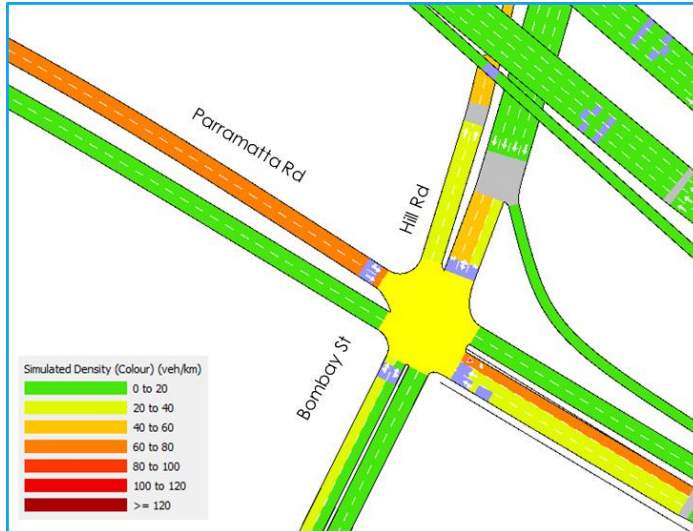 Parramatta Rd
Hill Rd
Bombay St
Simulated Density (Colour) (veh/km)
0 to 20
20 to 40
40 to 60
60 to 80
80 to 100
100 to 120
>= 120